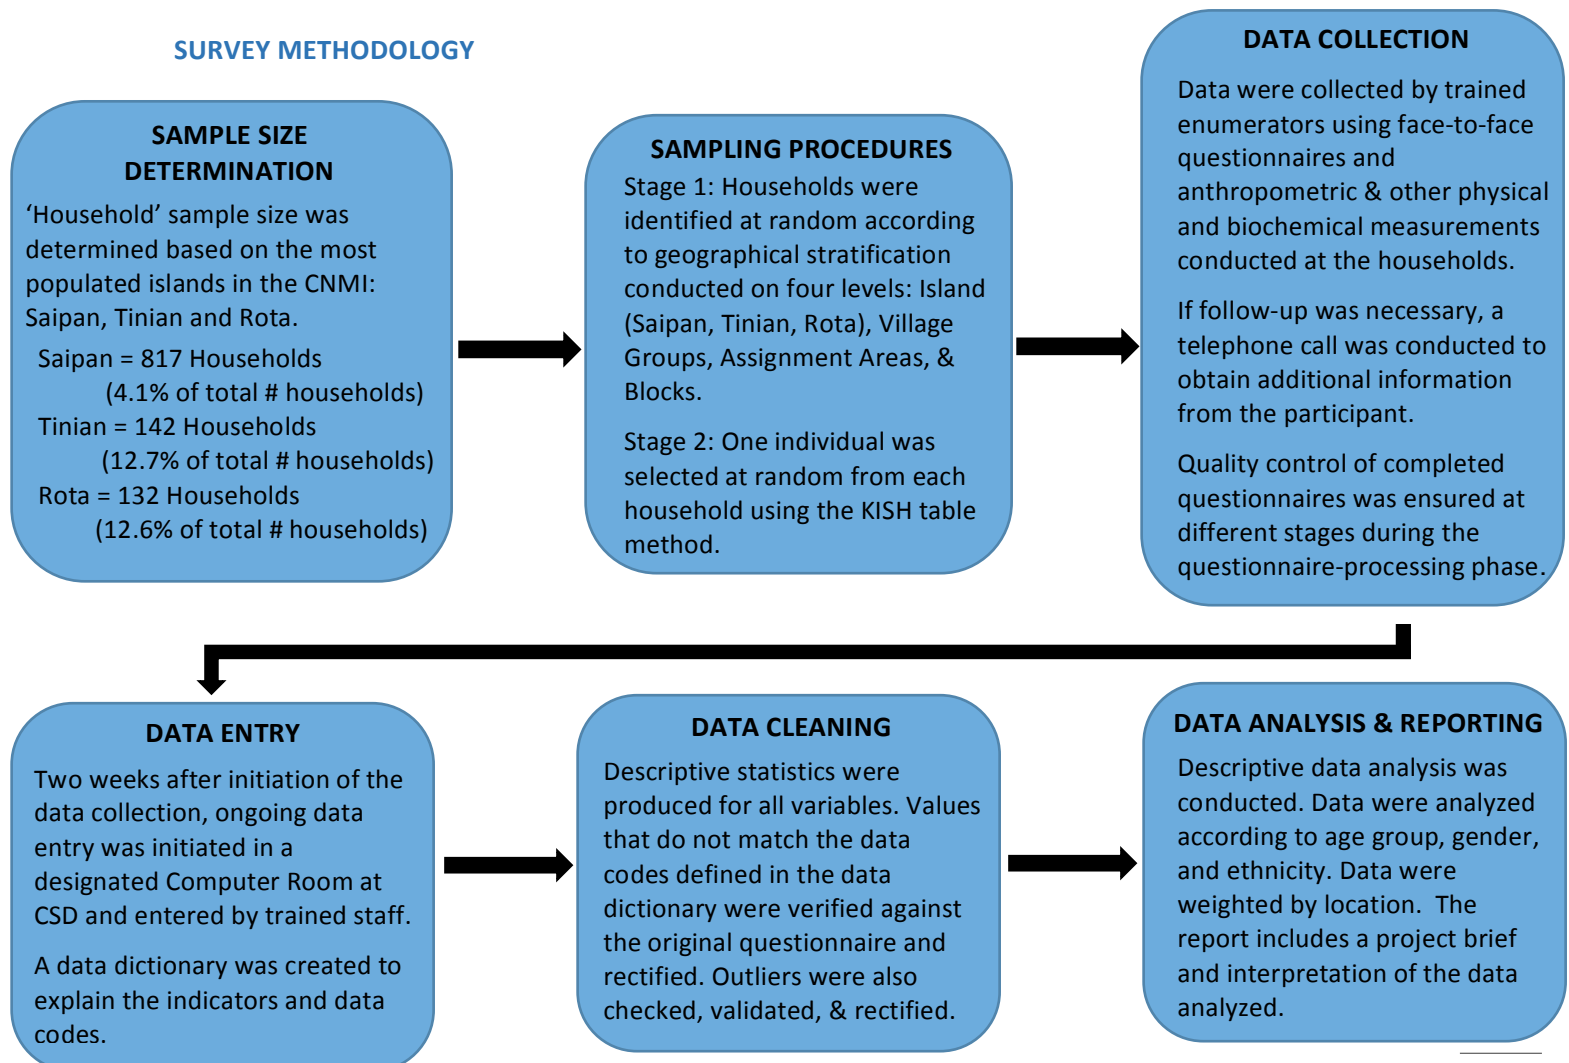 SURVEY METHODOLOGY
SAMPLE SIZE
DETERMINATION
‘Household’ sample size was
determined based on the most
populated islands in the CNMI:
Saipan, Tinian and Rota.
Saipan = 817 Households
(4.1% of total # households)
Tinian = 142 Households
(12.7% of total # households)
Rota = 132 Households
(12.6% of total # households)
SAMPLING PROCEDURES
Stage 1: Households were
identified at random according
to geographical stratification
conducted on four levels: Island
(Saipan, Tinian, Rota), Village
Groups, Assignment Areas, &
Blocks.
Stage 2: One individual was
selected at random from each
household using the KISH table
method.
DATA COLLECTION
Data were collected by trained
enumerators using face-to-face
questionnaires and
anthropometric & other physical
and biochemical measurements
conducted at the households.
If follow-up was necessary, a
telephone call was conducted to
obtain additional information
from the participant.
Quality control of completed
questionnaires was ensured at
different stages during the
questionnaire-processing phase.
DATA ENTRY
Two weeks after initiation of the
data collection, ongoing data
entry was initiated in a
designated Computer Room at
CSD and entered by trained staff.
A data dictionary was created to
explain the indicators and data
codes.
DATA CLEANING
Descriptive statistics were
produced for all variables. Values
that do not match the data
codes defined in the data
dictionary were verified against
the original questionnaire and
rectified. Outliers were also
checked, validated, & rectified.
DATA ANALYSIS & REPORTING
Descriptive data analysis was
conducted. Data were analyzed
according to age group, gender,
and ethnicity. Data were
weighted by location. The
report includes a project brief
and interpretation of the data
analyzed.